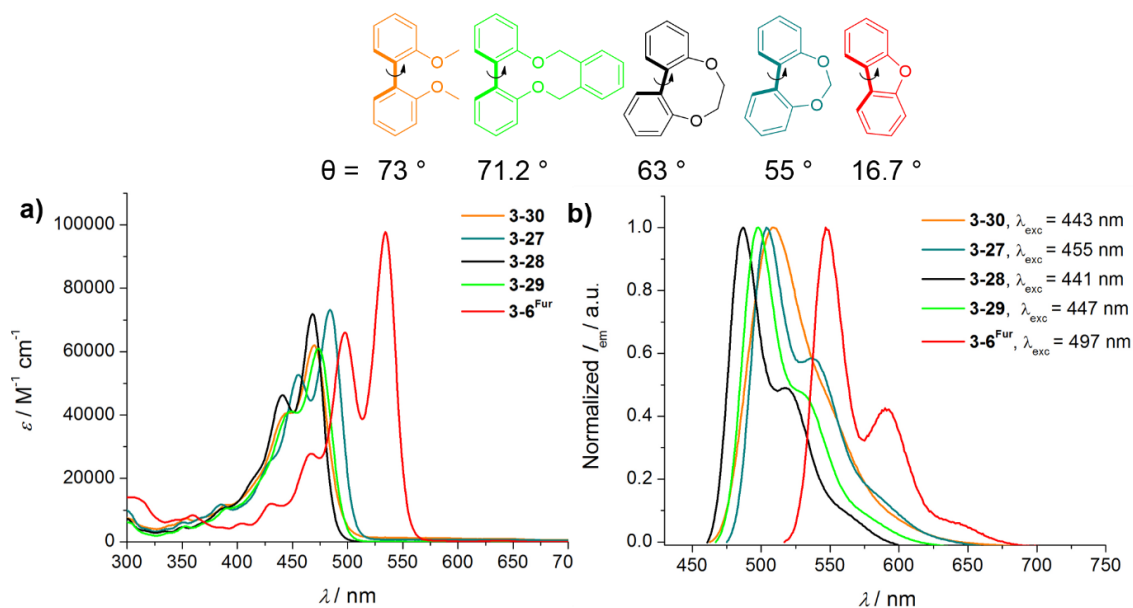 O
O
O
O
O
O
O
O
O
θ = 73 ° 71.2 ° 63 ° 55 ° 16.7 °
a)
100000
80000
60000
40000
20000
0
ε / M⁻¹ cm⁻¹
3-30
3-27
3-28
3-29
3-6ᶠᵘʳ
300 350 400 450 500 550 600 650 70
λ / nm
b)
1.0
0.8
0.6
0.4
0.2
0.0
Normalized Iₑₘ/ a.u.
3-30, λexc = 443 nm
3-27, λexc = 455 nm
3-28, λexc = 441 nm
3-29, λexc = 447 nm
3-6ᶠᵘʳ, λexc = 497 nm
450 500 550 600 650 700 750
λ / nm